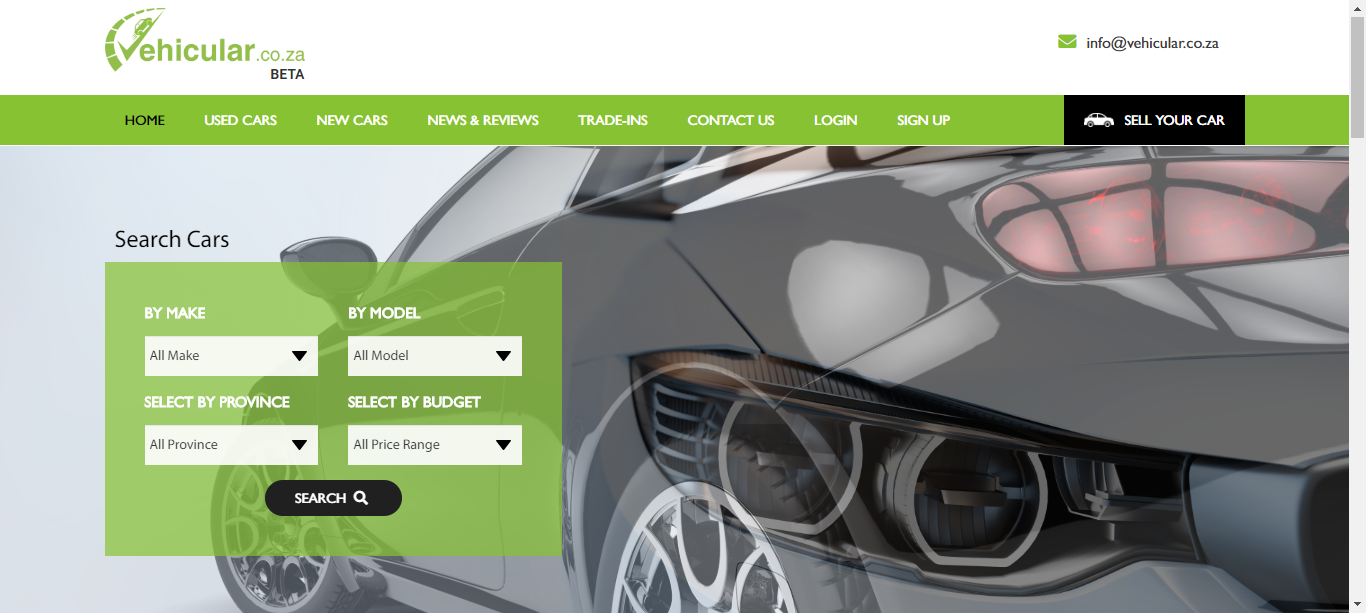 Vehicular.co.za
BETA
info@vehicular.co.za
HOME USED CARS NEW CARS NEWS & REVIEWS TRADE-INS CONTACT US LOGIN SIGN UP SELL YOUR CAR
Search Cars
BY MAKE BY MODEL
All Make All Model
SELECT BY PROVINCE SELECT BY BUDGET
All Province All Price Range
SEARCH